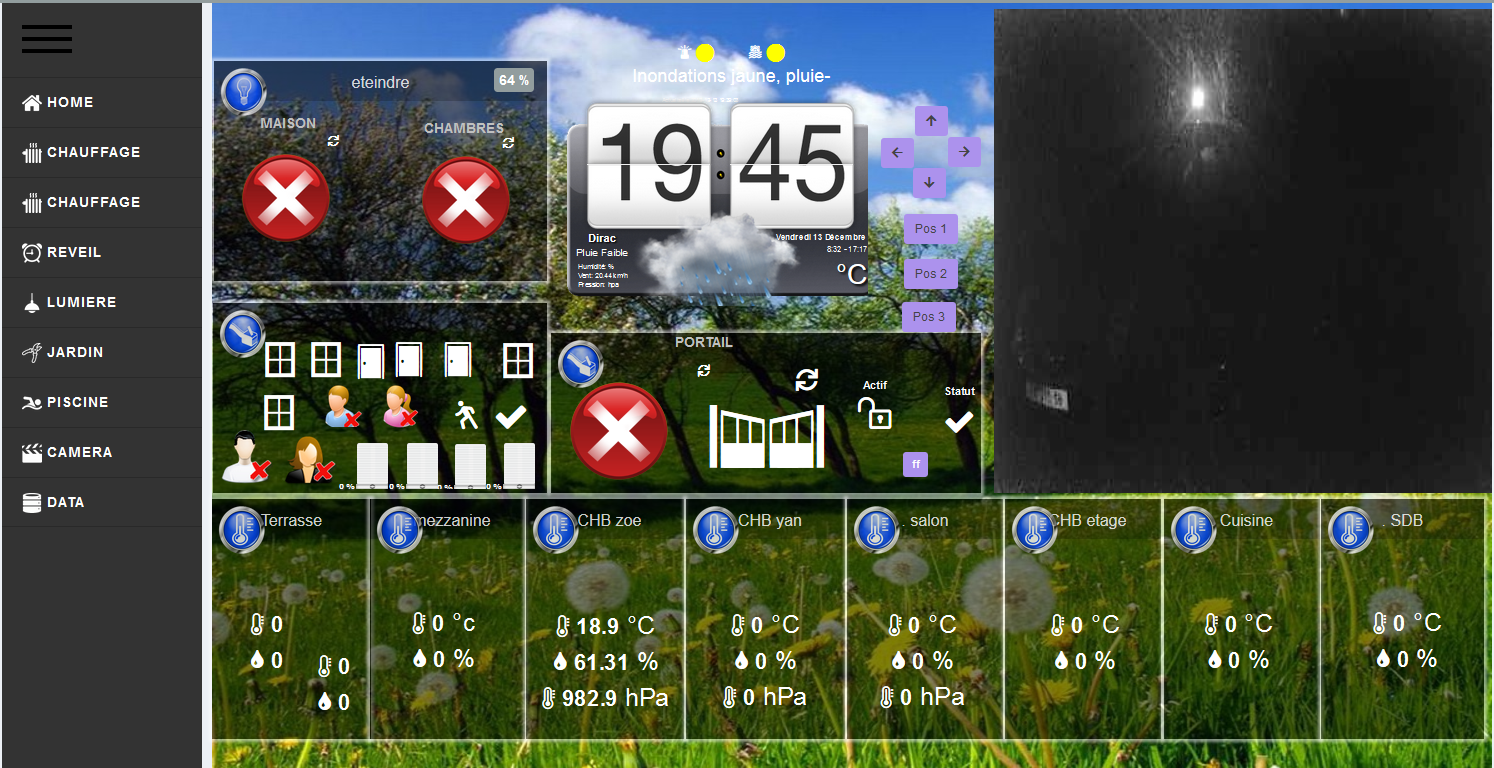 HOME
CHAUFFAGE
CHAUFFAGE
REVEIL
LUMIERE
JARDIN
PISCINE
CAMERA
DATA
eteindre
64 %
MAISON
CHAMBRES
Inondations jaune, pluie-
19 45
Dirac
Pluie Faible
Humidité: %
Vent: 20.44 km/h
Pression: hpa
Vendredi 13 Décembre
8:32 - 17:17
°C
Pos 1
Pos 2
Pos 3
PORTAIL
Actif
Statut
ff
0 % 0 % 0 % 0 %
Terrasse
0
0
0
0
mezzanine
0 °c
0 %
CHB zoe
18.9 °C
61.31 %
982.9 hPa
CHB yan
0 °C
0 %
0 hPa
. salon
0 °C
0 %
0 hPa
CHB etage
0 °C
0 %
Cuisine
0 °C
0 %
. SDB
0 °C
0 %